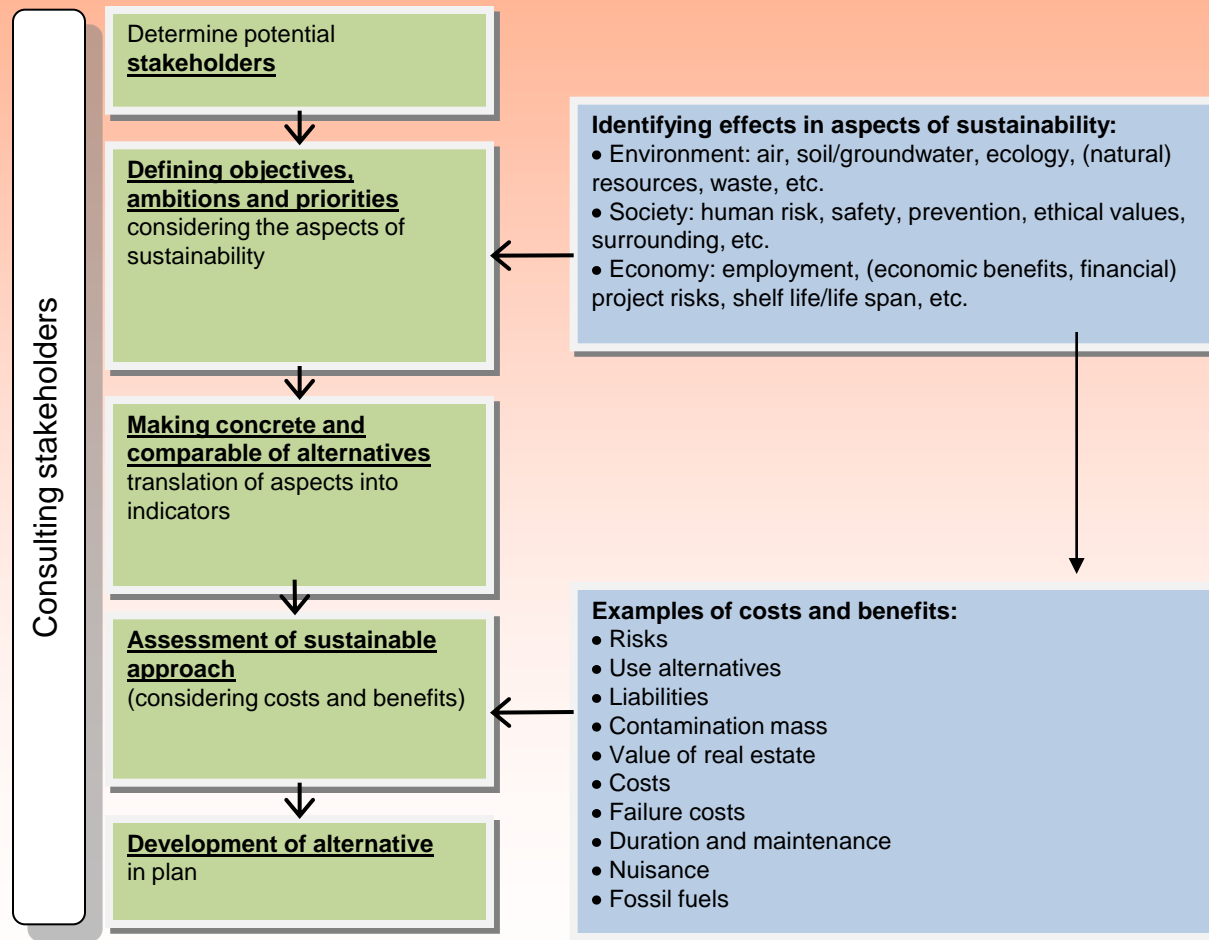 Consulting stakeholders
Determine potential
stakeholders
Defining objectives,
ambitions and priorities
considering the aspects of
sustainability
Making concrete and
comparable of alternatives
translation of aspects into
indicators
Assessment of sustainable
approach
(considering costs and benefits)
Development of alternative
in plan
Identifying effects in aspects of sustainability:
• Environment: air, soil/groundwater, ecology, (natural)
resources, waste, etc.
• Society: human risk, safety, prevention, ethical values,
surrounding, etc.
• Economy: employment, (economic benefits, financial)
project risks, shelf life/life span, etc.
Examples of costs and benefits:
• Risks
• Use alternatives
• Liabilities
• Contamination mass
• Value of real estate
• Costs
• Failure costs
• Duration and maintenance
• Nuisance
• Fossil fuels